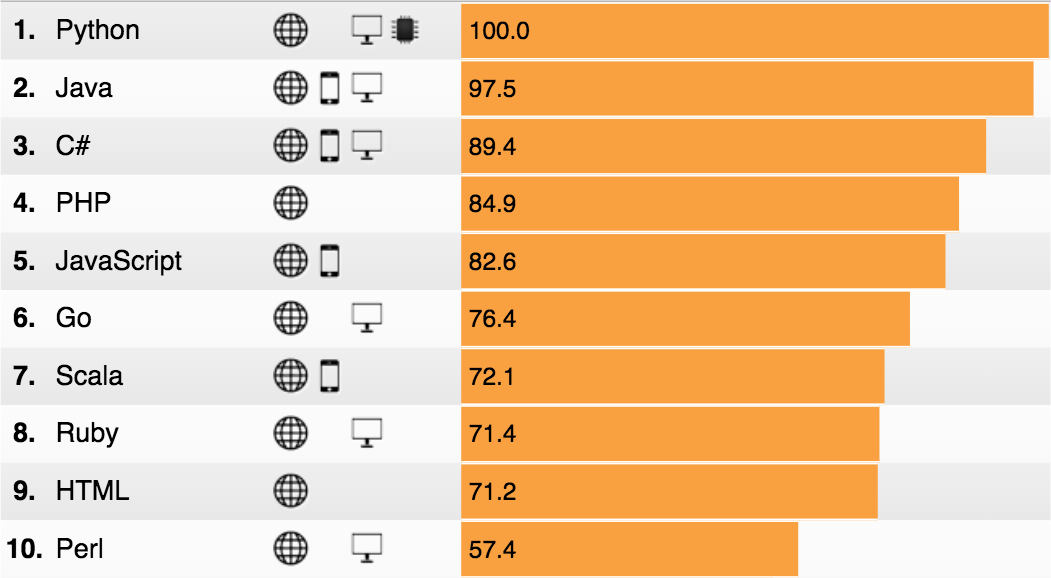 1. Python 100.0
2. Java 97.5
3. C# 89.4
4. PHP 84.9
5. JavaScript 82.6
6. Go 76.4
7. Scala 72.1
8. Ruby 71.4
9. HTML 71.2
10. Perl 57.4